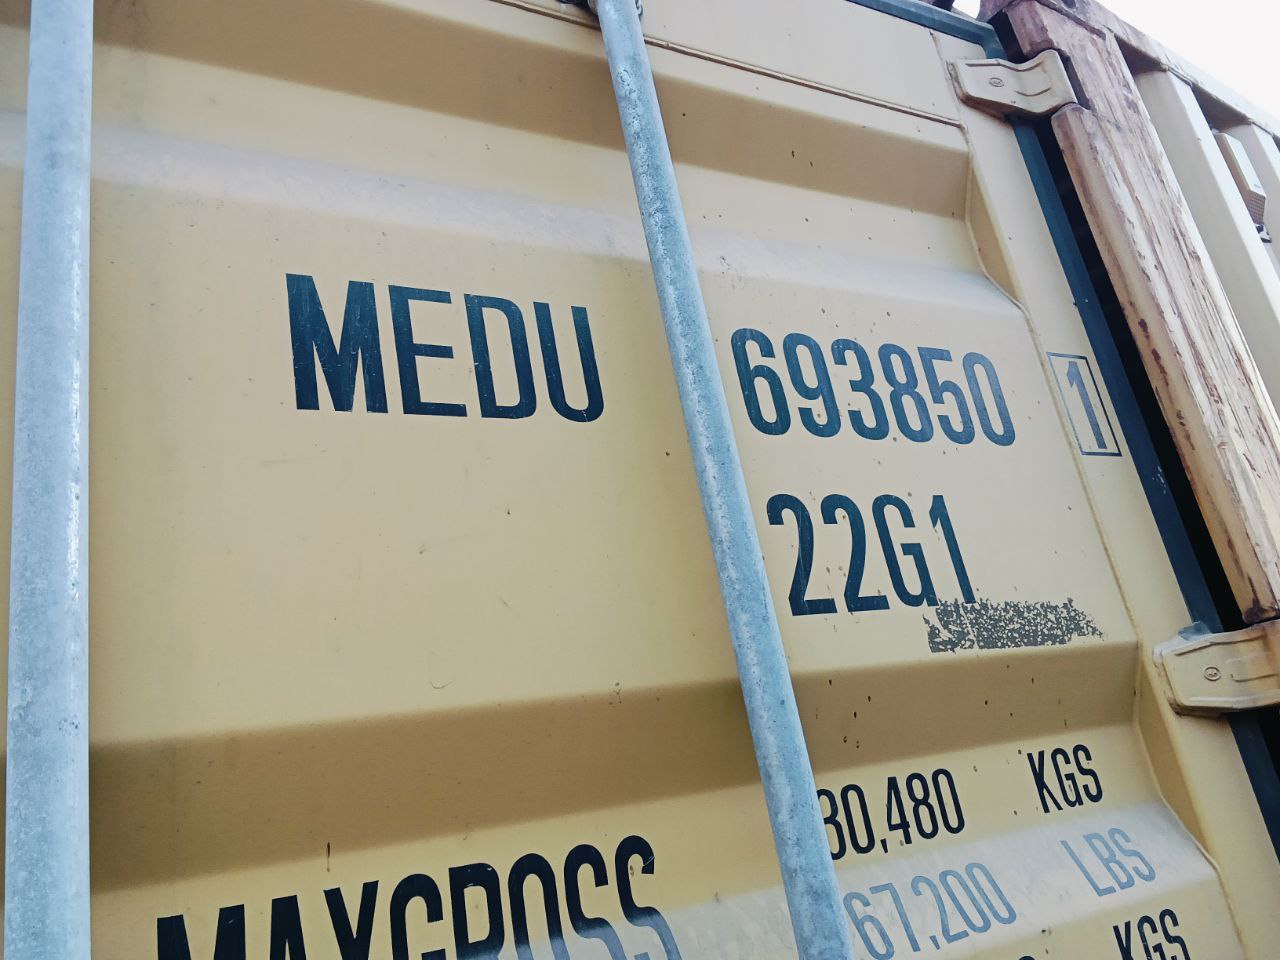 MEDU 693850 1
22G1
MAXGROSS 30,480 KGS
67,200 LBS
KGS